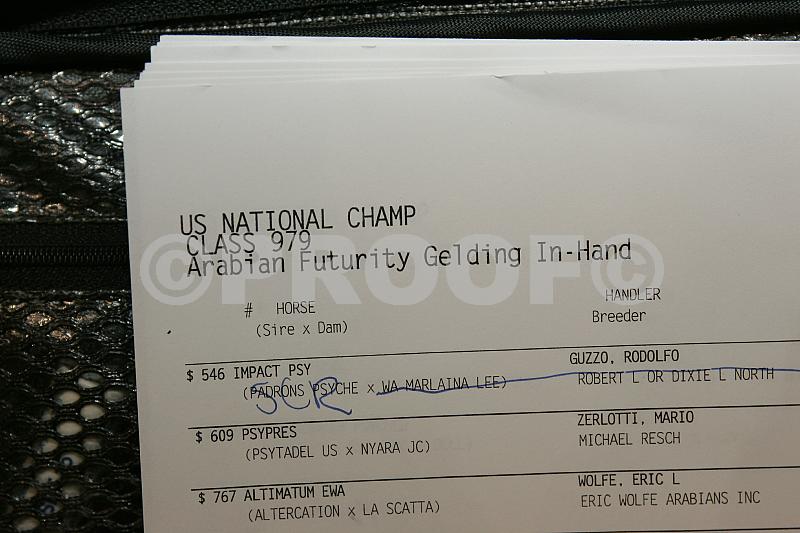 US NATIONAL CHAMP
CLASS 979
Arabian Futurity Gelding In-Hand
©PROOF©
# HORSE HANDLER
(Sire x Dam) Breeder
$ 546 IMPACT PSY GUZZO, RODOLFO
(PADRONS PSYCHE x WA MARLAINA LEE) ROBERT L OR DIXIE L NORTH
SCR
$ 609 PSYPRES ZERLOTTI, MARIO
(PSYTADEL US x NYARA JC) MICHAEL RESCH
$ 767 ALTIMATUM EWA WOLFE, ERIC L
(ALTERCATION x LA SCATTA) ERIC WOLFE ARABIANS INC